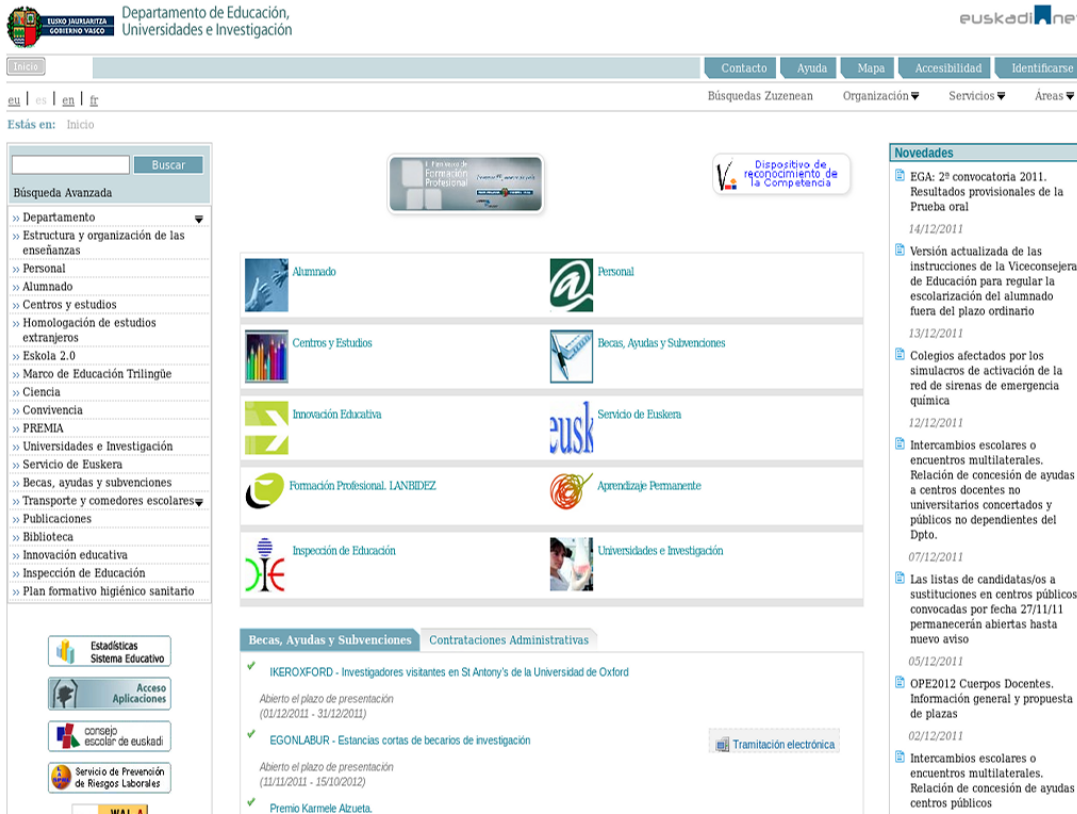 EUSKO JAURLARITZA
GOBIERNO VASCO
Departamento de Educación,
Universidades e Investigación
euskadi net
Inicio
Contacto
Ayuda
Mapa
Accesibilidad
Identificarse
eu | es | en | fr
Búsquedas Zuzenean
Organización
Servicios
Áreas
Estás en: Inicio
Buscar
Búsqueda Avanzada
» Departamento
» Estructura y organización de las
enseñanzas
» Personal
» Alumnado
» Centros y estudios
» Homologación de estudios
extranjeros
» Eskola 2.0
» Marco de Educación Trilingüe
» Ciencia
» Convivencia
» PREMIA
» Universidades e Investigación
» Servicio de Euskera
» Becas, ayudas y subvenciones
» Transporte y comedores escolares
» Publicaciones
» Biblioteca
» Innovación educativa
» Inspección de Educación
» Plan formativo higiénico sanitario
Estadísticas
Sistema Educativo
Acceso
Aplicaciones
consejo
escolar de euskadi
Servicio de Prevención
de Riesgos Laborales
WAI-A
Formación
Profesional
Dispositivo de
reconocimiento de
la Competencia
Alumnado
Personal
Centros y Estudios
Becas, Ayudas y Subvenciones
Innovación Educativa
eusk
Servicio de Euskera
Formación Profesional. LANBIDEZ
Aprendizaje Permanente
Inspección de Educación
Universidades e Investigación
Becas, Ayudas y Subvenciones
Contrataciones Administrativas
IKEROXFORD - Investigadores visitantes en St Antony's de la Universidad de Oxford
Abierto el plazo de presentación
(01/12/2011 - 31/12/2011)
EGONLABUR - Estancias cortas de becarios de investigación
Tramitación electrónica
Abierto el plazo de presentación
(11/11/2011 - 15/10/2012)
Premio Karmele Alzueta.
Novedades
EGA: 2ª convocatoria 2011.
Resultados provisionales de la
Prueba oral
14/12/2011
Versión actualizada de las
instrucciones de la Viceconsejera
de Educación para regular la
escolarización del alumnado
fuera del plazo ordinario
13/12/2011
Colegios afectados por los
simulacros de activación de la
red de sirenas de emergencia
química
12/12/2011
Intercambios escolares o
encuentros multilaterales.
Relación de concesión de ayudas
a centros docentes no
universitarios concertados y
públicos no dependientes del
Dpto.
07/12/2011
Las listas de candidatas/os a
sustituciones en centros públicos
convocadas por fecha 27/11/11
permanecerán abiertas hasta
nuevo aviso
05/12/2011
OPE2012 Cuerpos Docentes.
Información general y propuesta
de plazas
02/12/2011
Intercambios escolares o
encuentros multilaterales.
Relación de concesión de ayudas
centros públicos